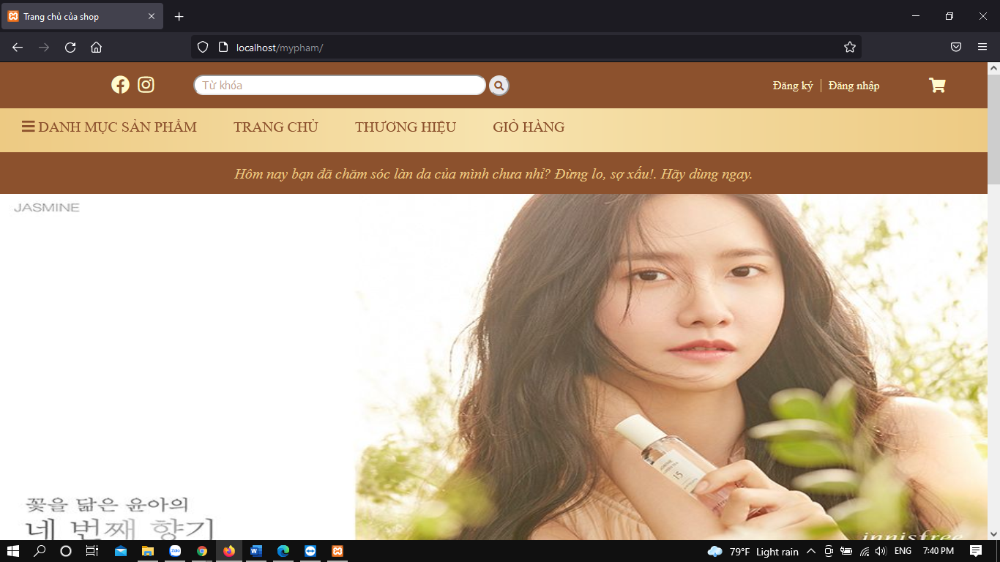 Trang chủ của shop
localhost/mypham/
Từ khóa
Đăng ký
Đăng nhập
DANH MỤC SẢN PHẨM
TRANG CHỦ
THƯƠNG HIỆU
GIỎ HÀNG
Hôm nay bạn đã chăm sóc làn da của mình chưa nhỉ? Đừng lo, sợ xấu!. Hãy dùng ngay.
JASMINE
15
꽃을 닮은 윤아의
네 번째 향기
innisfree
Zalo
79°F Light rain
ENG
7:40 PM